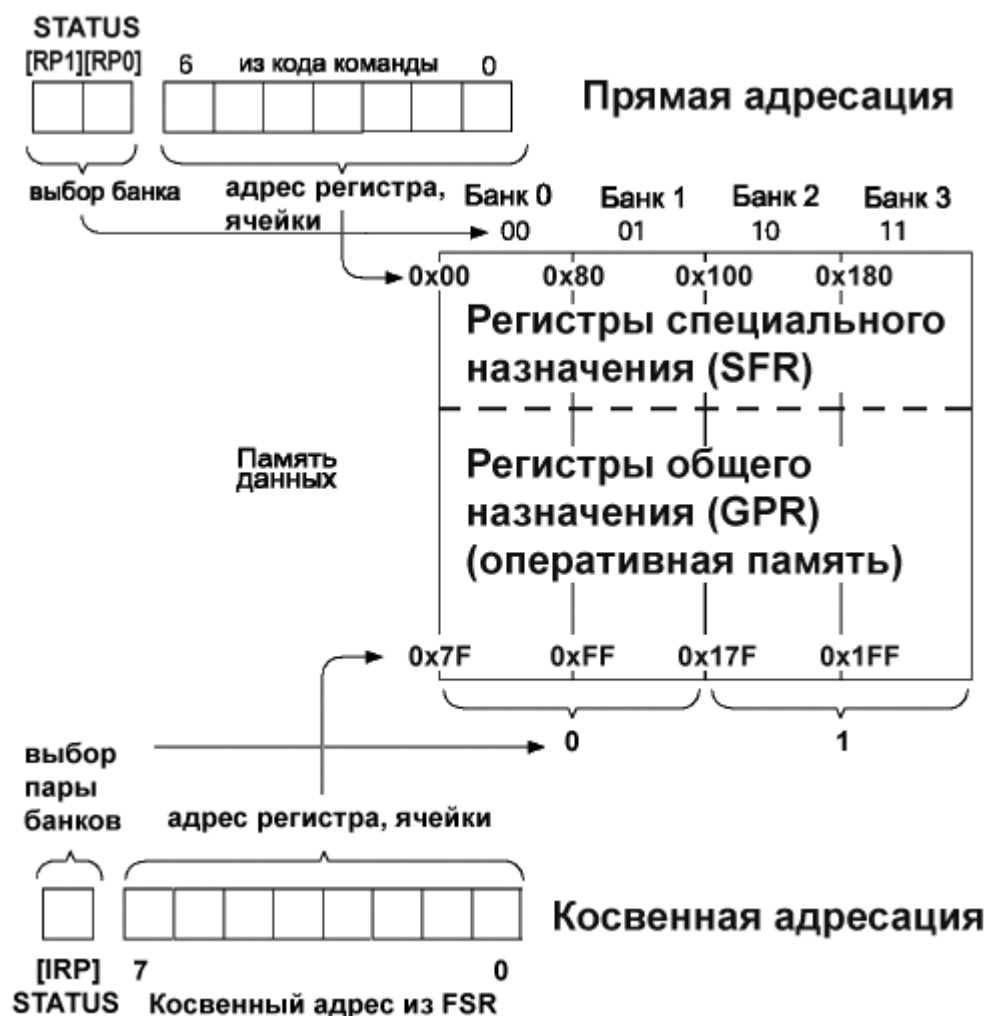 STATUS
[RP1][RP0] 6 из кода команды 0
Прямая адресация
выбор банка
адрес регистра,
ячейки
Банк 0 Банк 1 Банк 2 Банк 3
00 01 10 11
0x00 0x80 0x100 0x180
Регистры специального
назначения (SFR)
Память
данных
Регистры общего
назначения (GPR)
(оперативная память)
0x7F 0xFF 0x17F 0x1FF
0 1
выбор
пары
банков
адрес регистра, ячейки
Косвенная адресация
[IRP] 7 0
STATUS Косвенный адрес из FSR